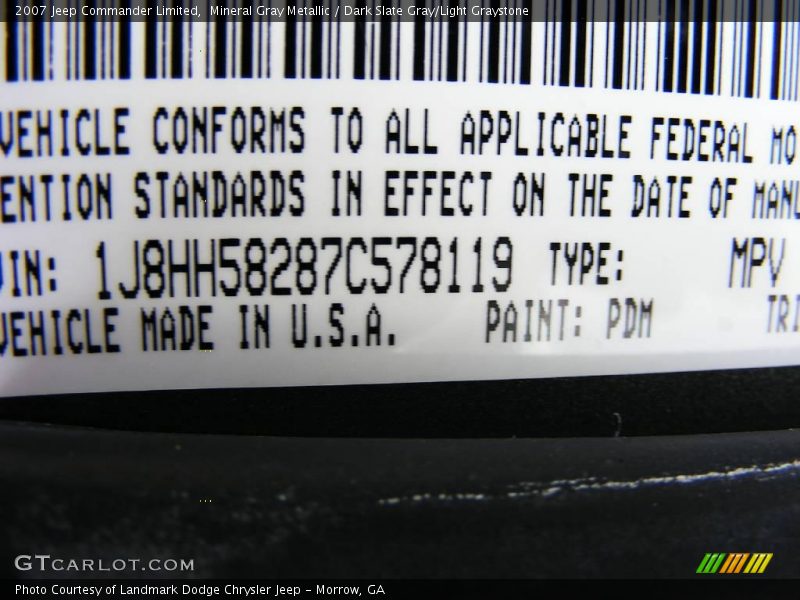 2007 Jeep Commander Limited,  Mineral Gray Metallic / Dark Slate Gray/Light Graystone
VEHICLE CONFORMS TO ALL APPLICABLE FEDERAL MO
ENTION STANDARDS IN EFFECT ON THE DATE OF MANU
VIN: 1J8HH58287C578119 TYPE: MPV
VEHICLE MADE IN U.S.A. PAINT: PDM TRI
GTCARLOT.COM
Photo Courtesy of Landmark Dodge Chrysler Jeep – Morrow, GA